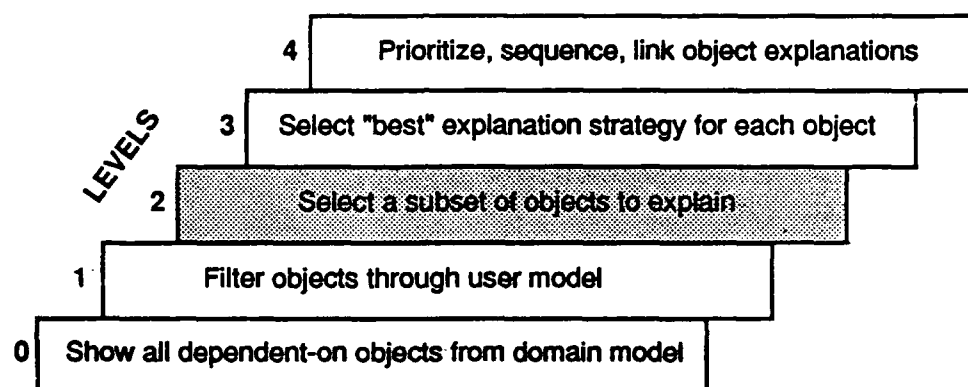 4 Prioritize, sequence, link object explanations
LEVELS
3 Select "best" explanation strategy for each object
2 Select a subset of objects to explain
1 Filter objects through user model
0 Show all dependent-on objects from domain model